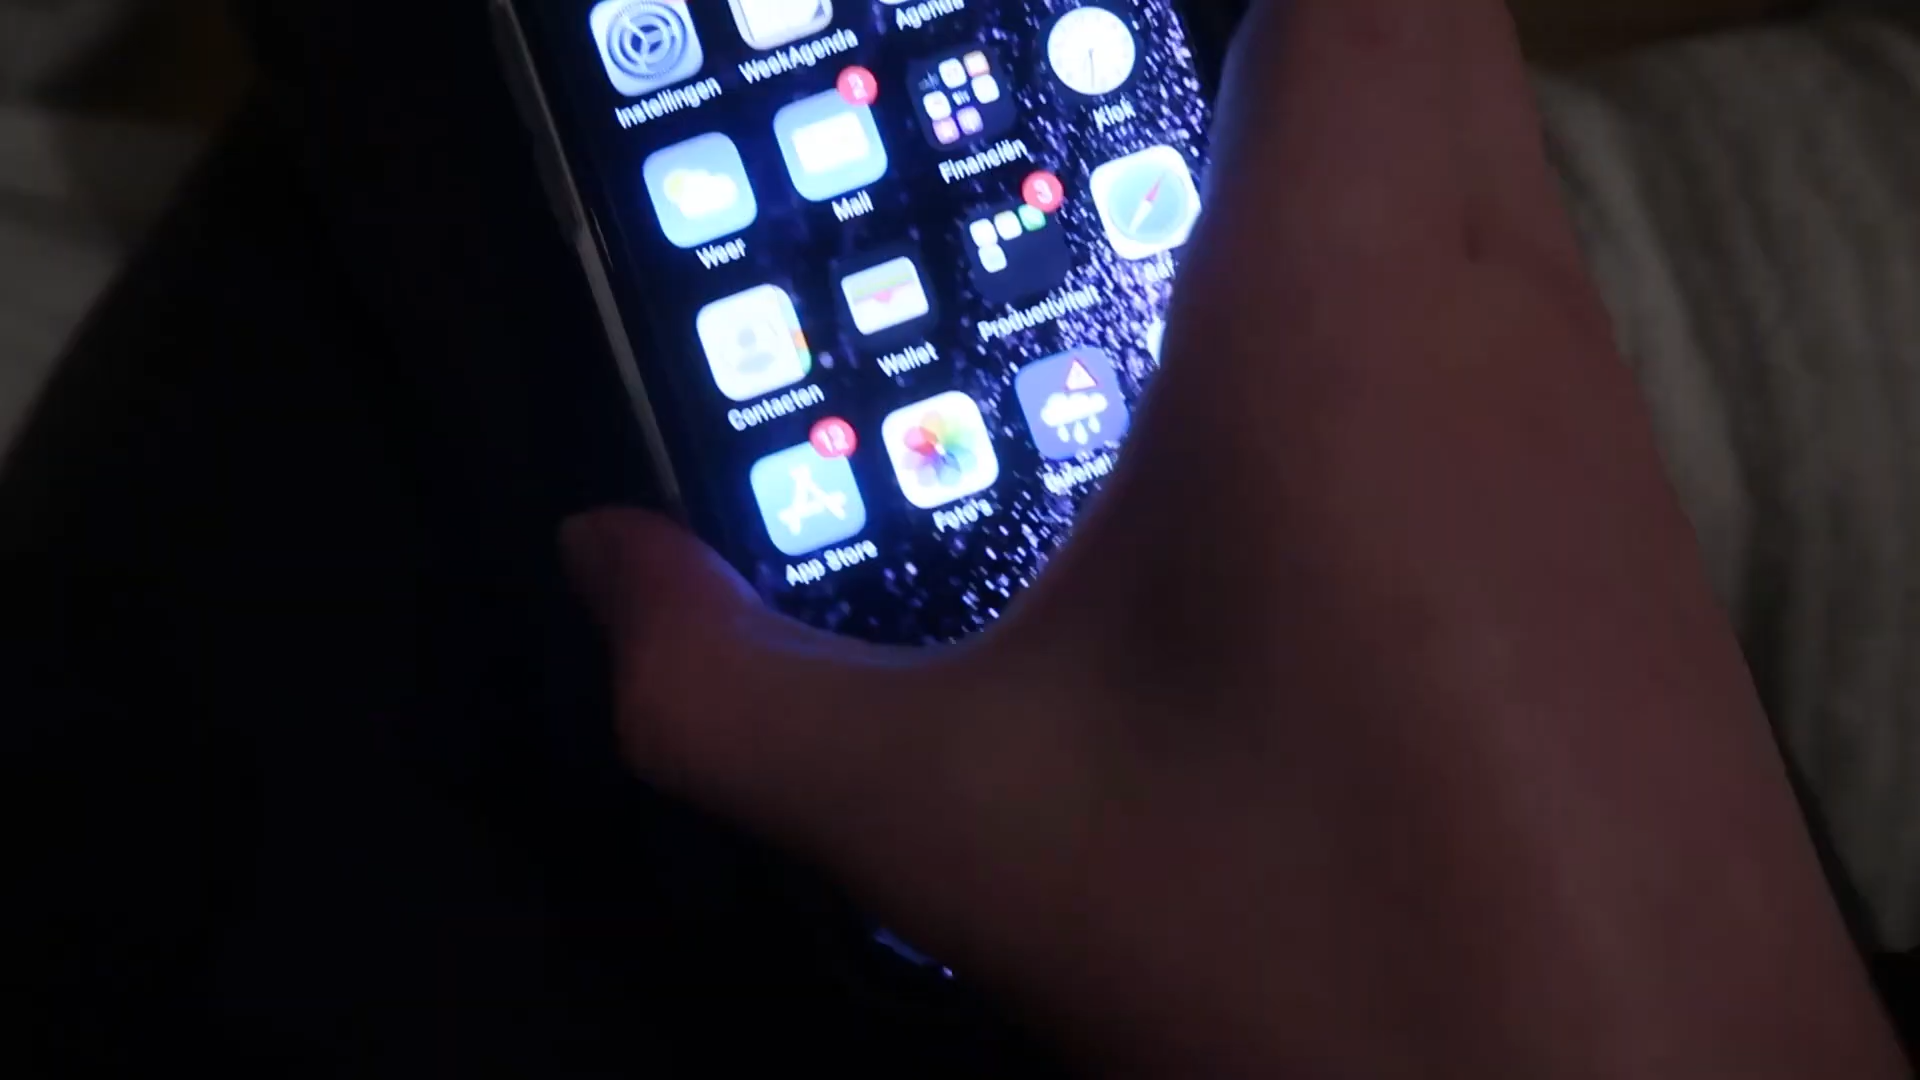 Instellingen
WeekAgenda
Agenda
Klok
Weer
2
Mail
Financiën
Contacten
Wallet
3
Productiviteit
12
App Store
Foto's